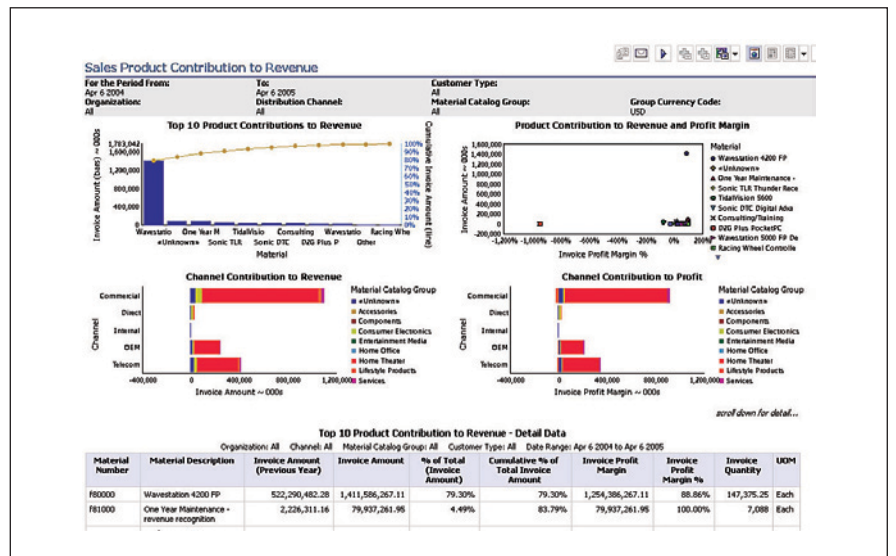 Sales Product Contribution to Revenue
For the Period From: To: Customer Type:
Apr 6 2004 Apr 6 2005 All
Organization: Distribution Channel: Material Catalog Group: Group Currency Code:
All All All USD
Top 10 Product Contributions to Revenue
Invoice Amount (bars) ~ 000s
1,783,042
1,600,000
1,200,000
800,000
400,000
0
100%
90%
80%
70%
60%
50%
40%
30%
20%
10%
0%
Cumulative Invoice Amount (line)
Wavestatio One Year M TidalVisio Consulting Wavestatio Racing Whe
«Unknown» Sonic TLR Sonic DTC D2G Plus P Other
Material
Product Contribution to Revenue and Profit Margin
Invoice Amount ~ 000s
1,600,000
1,400,000
1,200,000
1,000,000
800,000
600,000
400,000
200,000
0
-200,000
-1,200% -1,000% -800% -600% -400% -200% 0% 200%
Invoice Profit Margin %
Material
Wavestation 4200 FP
«Unknown»
One Year Maintenance -
Sonic TLR Thunder Race
TidalVision 5600
Sonic DTC Digital Adva
Consulting/Training
D2G Plus PocketPC
Wavestation 5000 FP De
Racing Wheel Controlle
Channel Contribution to Revenue
Channel
Commercial
Direct
Internal
OEM
Telecom
-400,000 0 400,000 800,000 1,200,000
Invoice Amount ~ 000s
Material Catalog Group
«Unknown»
Accessories
Components
Consumer Electronics
Entertainment Media
Home Office
Home Theater
Lifestyle Products
Services
Channel Contribution to Profit
Channel
Commercial
Direct
Internal
OEM
Telecom
-400,000 0 400,000 800,000 1,200,000
Invoice Profit Margin ~ 000s
Material Catalog Group
«Unknown»
Accessories
Components
Consumer Electronics
Entertainment Media
Home Office
Home Theater
Lifestyle Products
Services
scroll down for detail...
Top 10 Product Contribution to Revenue - Detail Data
Organization: All Channel: All Material Catalog Group: All Customer Type: All Date Range: Apr 6 2004 to Apr 6 2005
Material Number Material Description Invoice Amount (Previous Year) Invoice Amount % of Total (Invoice Amount) Cumulative % of Total Invoice Amount Invoice Profit Margin Invoice Profit Margin % Invoice Quantity UOM
f80000 Wavestation 4200 FP 522,290,482.28 1,411,586,267.11 79.30% 79.30% 1,254,386,267.11 88.86% 147,375.25 Each
f81000 One Year Maintenance - revenue recognition 2,226,311.16 79,937,261.95 4.49% 83.79% 79,937,261.95 100.00% 7,088 Each